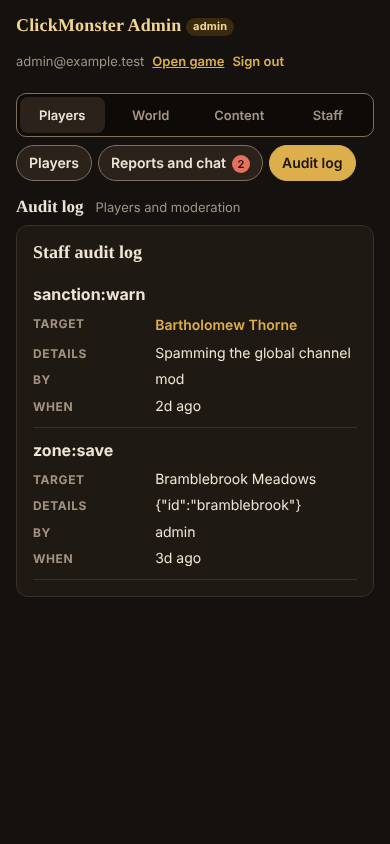 ClickMonster Admin admin
admin@example.test Open game Sign out
Players World Content Staff
Players Reports and chat 2 Audit log
Audit log Players and moderation
Staff audit log
sanction:warn
TARGET Bartholomew Thorne
DETAILS Spamming the global channel
BY mod
WHEN 2d ago
zone:save
TARGET Bramblebrook Meadows
DETAILS {"id":"bramblebrook"}
BY admin
WHEN 3d ago